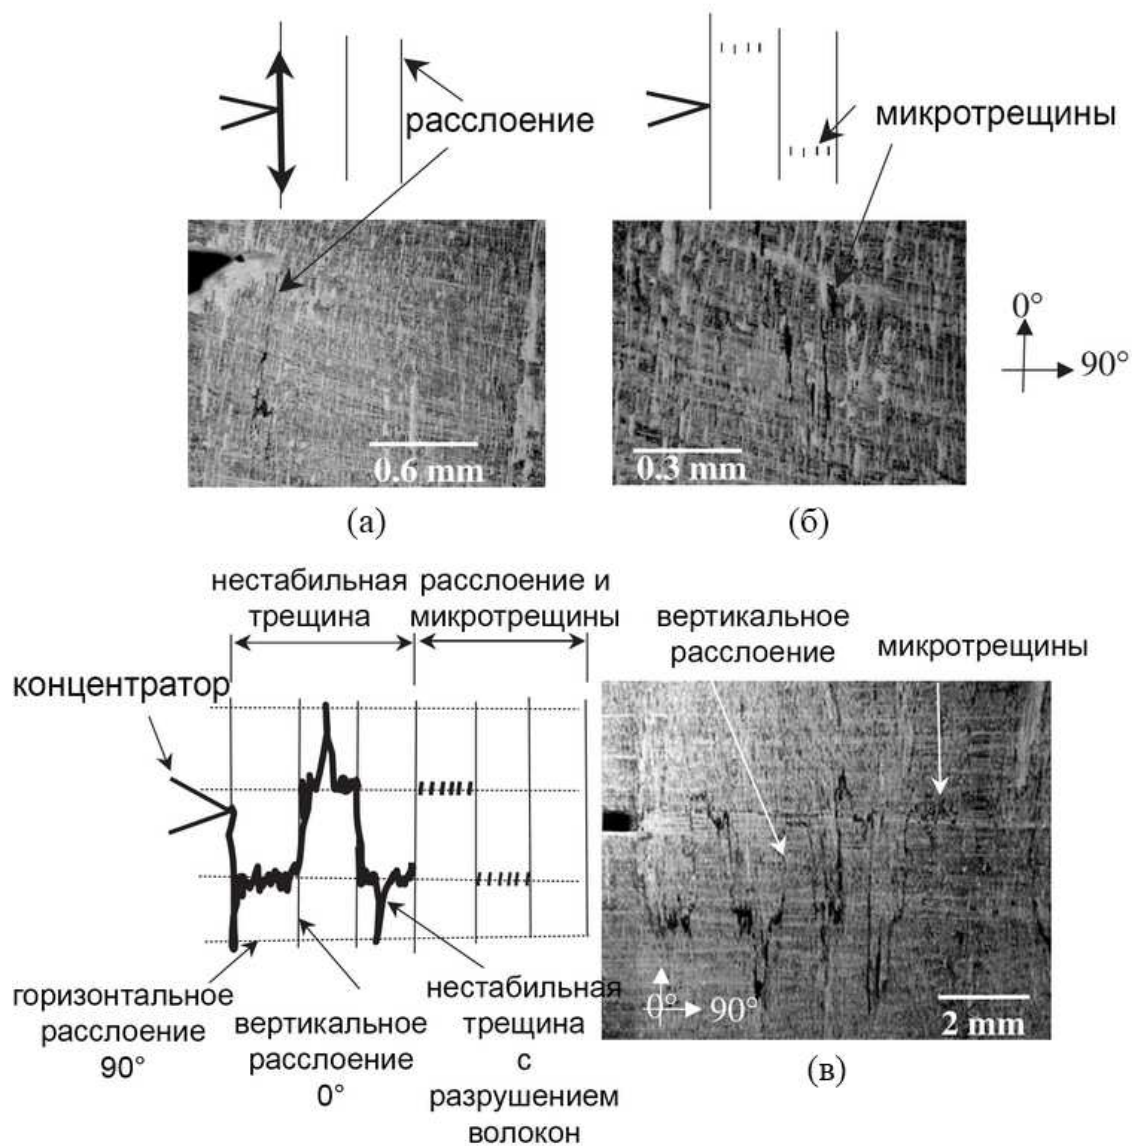 расслоение
микротрещины
0°
90°
0.6 mm
0.3 mm
(а)
(б)
нестабильная
трещина
расслоение и
микротрещины
вертикальное
расслоение
микротрещины
концентратор
горизонтальное
расслоение
90°
вертикальное
расслоение
0°
нестабильная
трещина
с
разрушением
волокон
0°
90°
2 mm
(в)